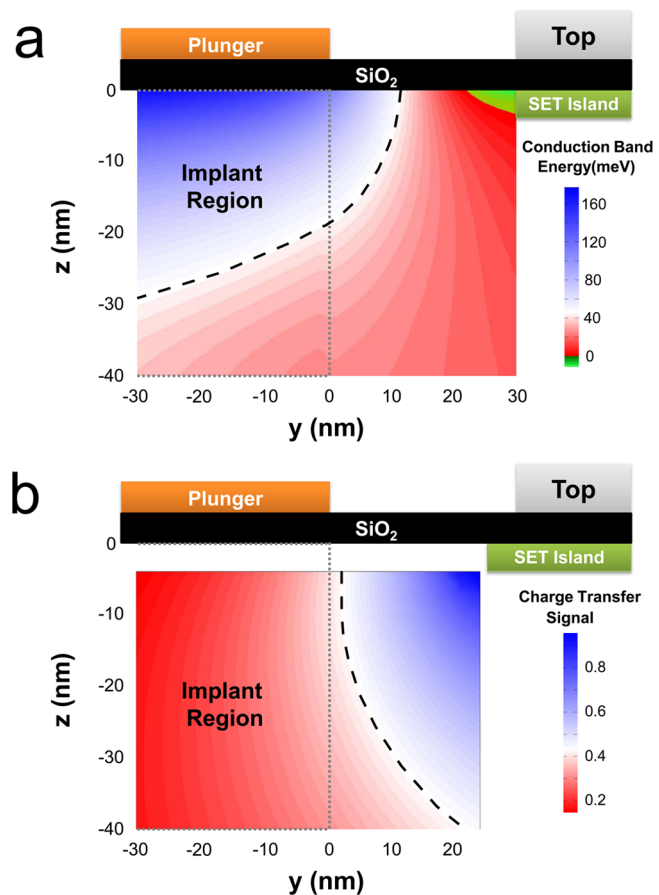 a
Plunger
Top
SiO2
SET Island
0
-10
-20
-30
-40
z (nm)
Implant
Region
-30
-20
-10
0
10
20
30
y (nm)
Conduction Band
Energy(meV)
160
120
80
40
0
b
Plunger
Top
SiO2
SET Island
0
-10
-20
-30
-40
z (nm)
Implant
Region
-30
-20
-10
0
10
20
y (nm)
Charge Transfer
Signal
0.8
0.6
0.4
0.2